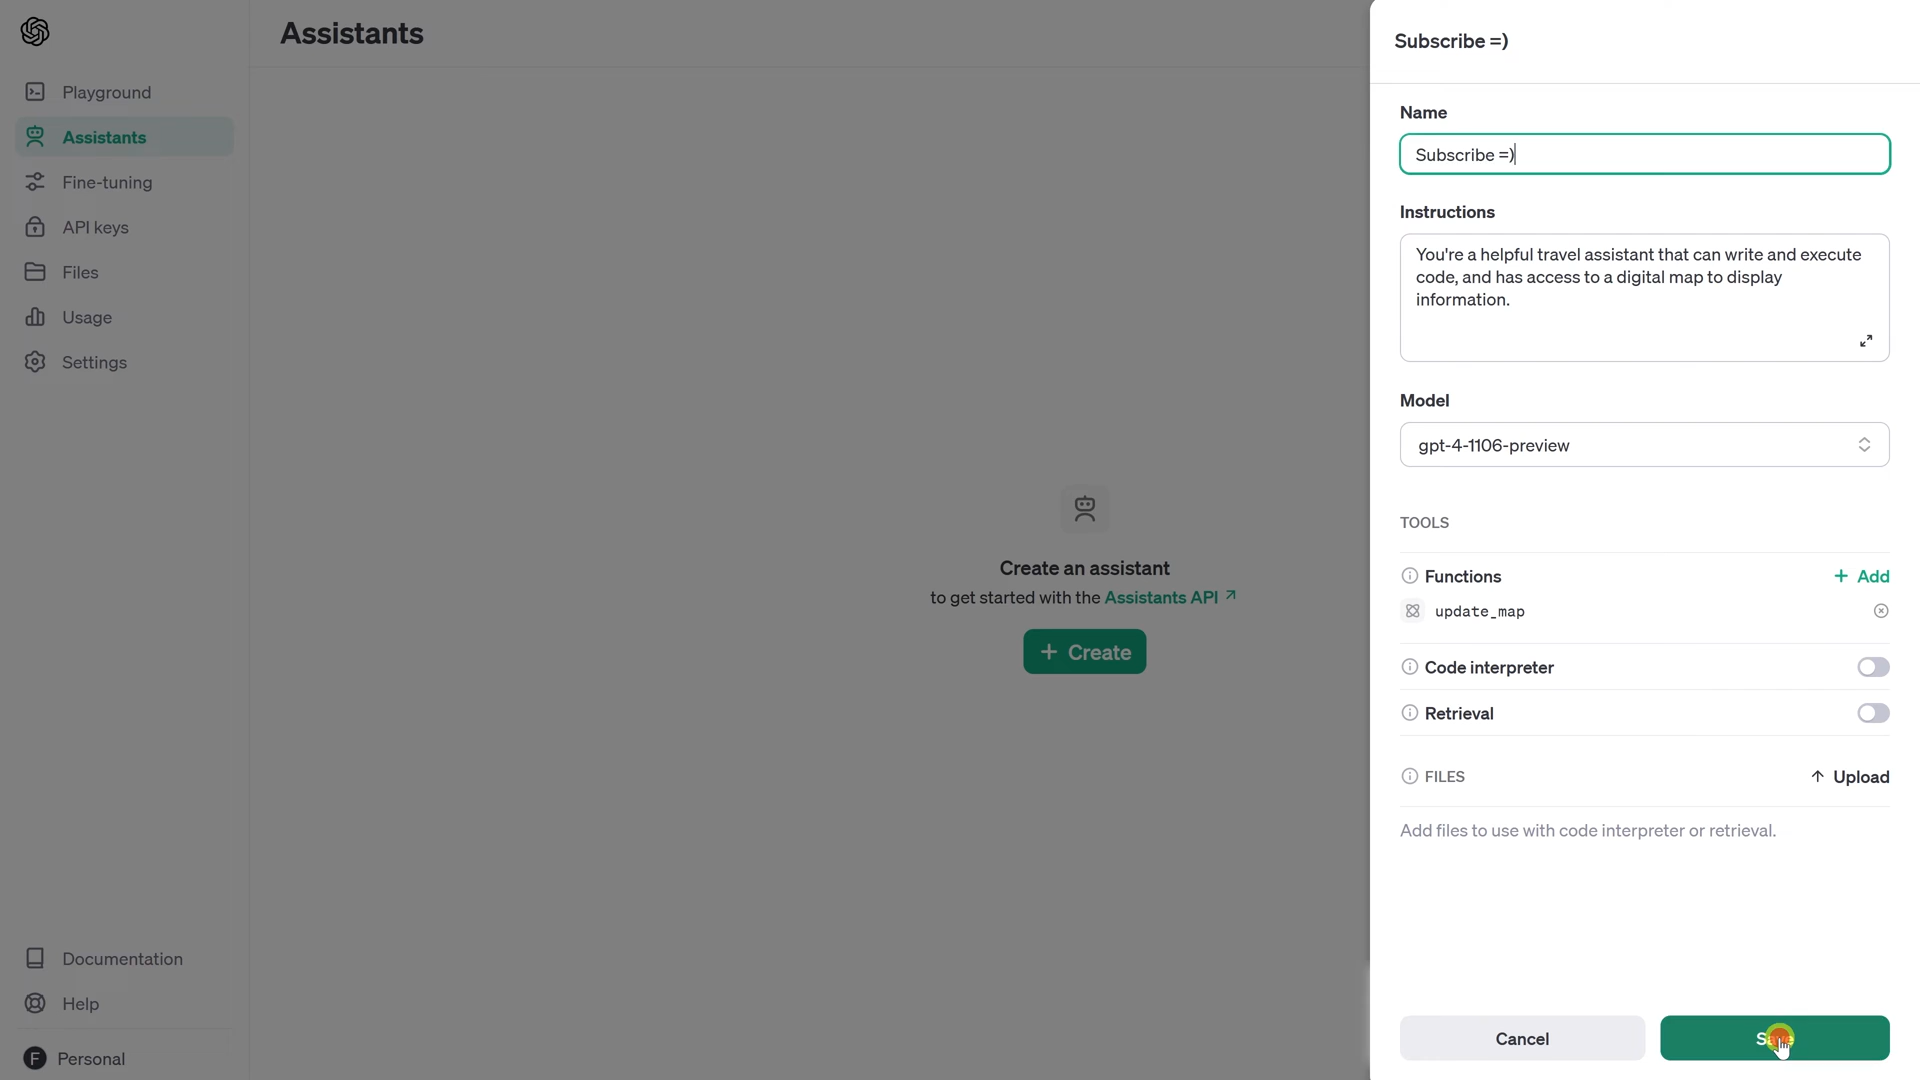 Playground
Assistants
Fine-tuning
API keys
Files
Usage
Settings
Documentation
Help
F Personal
Assistants
Create an assistant
to get started with the Assistants API
+ Create
Subscribe =)
Name
Subscribe =)
Instructions
You're a helpful travel assistant that can write and execute
code, and has access to a digital map to display
information.
Model
gpt-4-1106-preview
TOOLS
Functions
+ Add
update_map
Code interpreter
Retrieval
FILES
Upload
Add files to use with code interpreter or retrieval.
Cancel